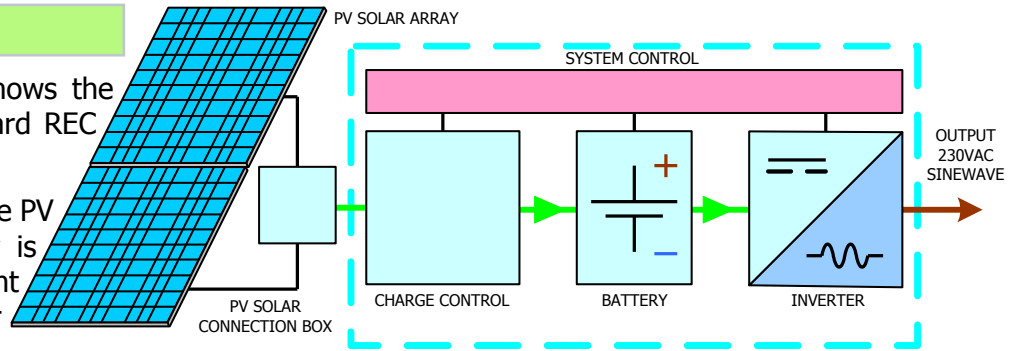 PV SOLAR ARRAY
SYSTEM CONTROL
hows the
rd REC
e PV
is
nt
OUTPUT
230VAC
SINEWAVE
+
–
CHARGE CONTROL
BATTERY
INVERTER
PV SOLAR
CONNECTION BOX